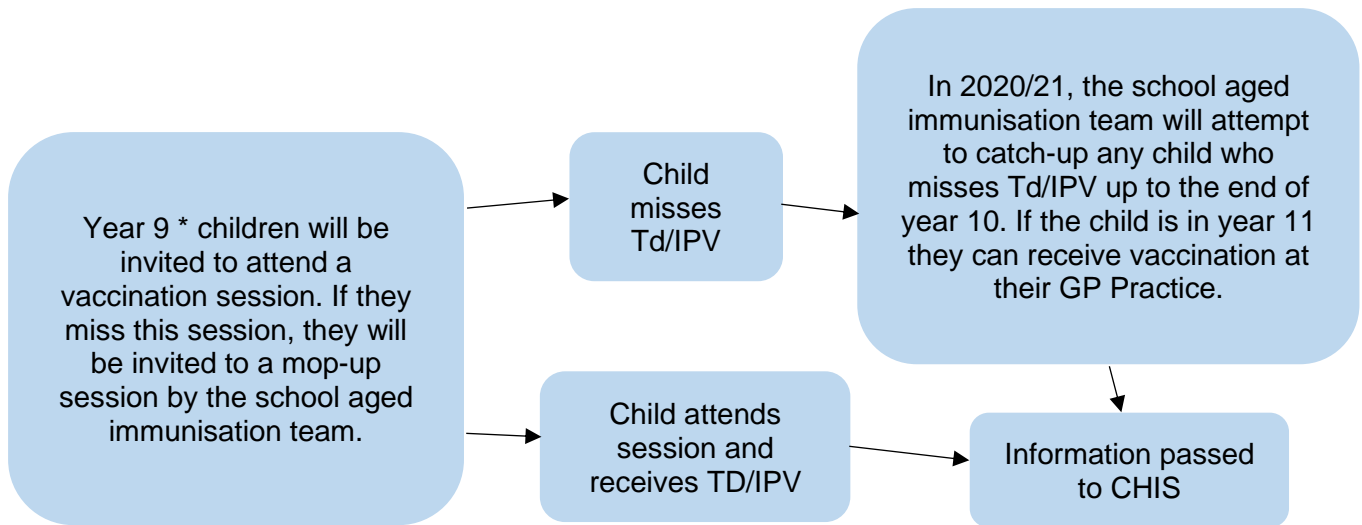 Year 9 * children will be
invited to attend a
vaccination session. If they
miss this session, they will
be invited to a mop-up
session by the school aged
immunisation team.
Child
misses
Td/IPV
In 2020/21, the school aged
immunisation team will attempt
to catch-up any child who
misses Td/IPV up to the end of
year 10. If the child is in year 11
they can receive vaccination at
their GP Practice.
Child attends
session and
receives TD/IPV
Information passed
to CHIS